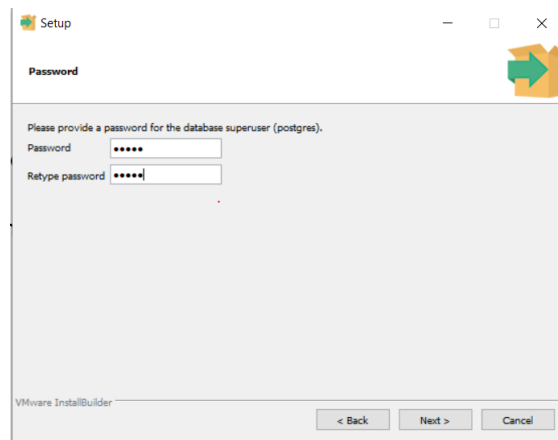 Setup
Password
Please provide a password for the database superuser (postgres).
Password •••••
Retype password •••••
VMware InstallBuilder
< Back Next > Cancel